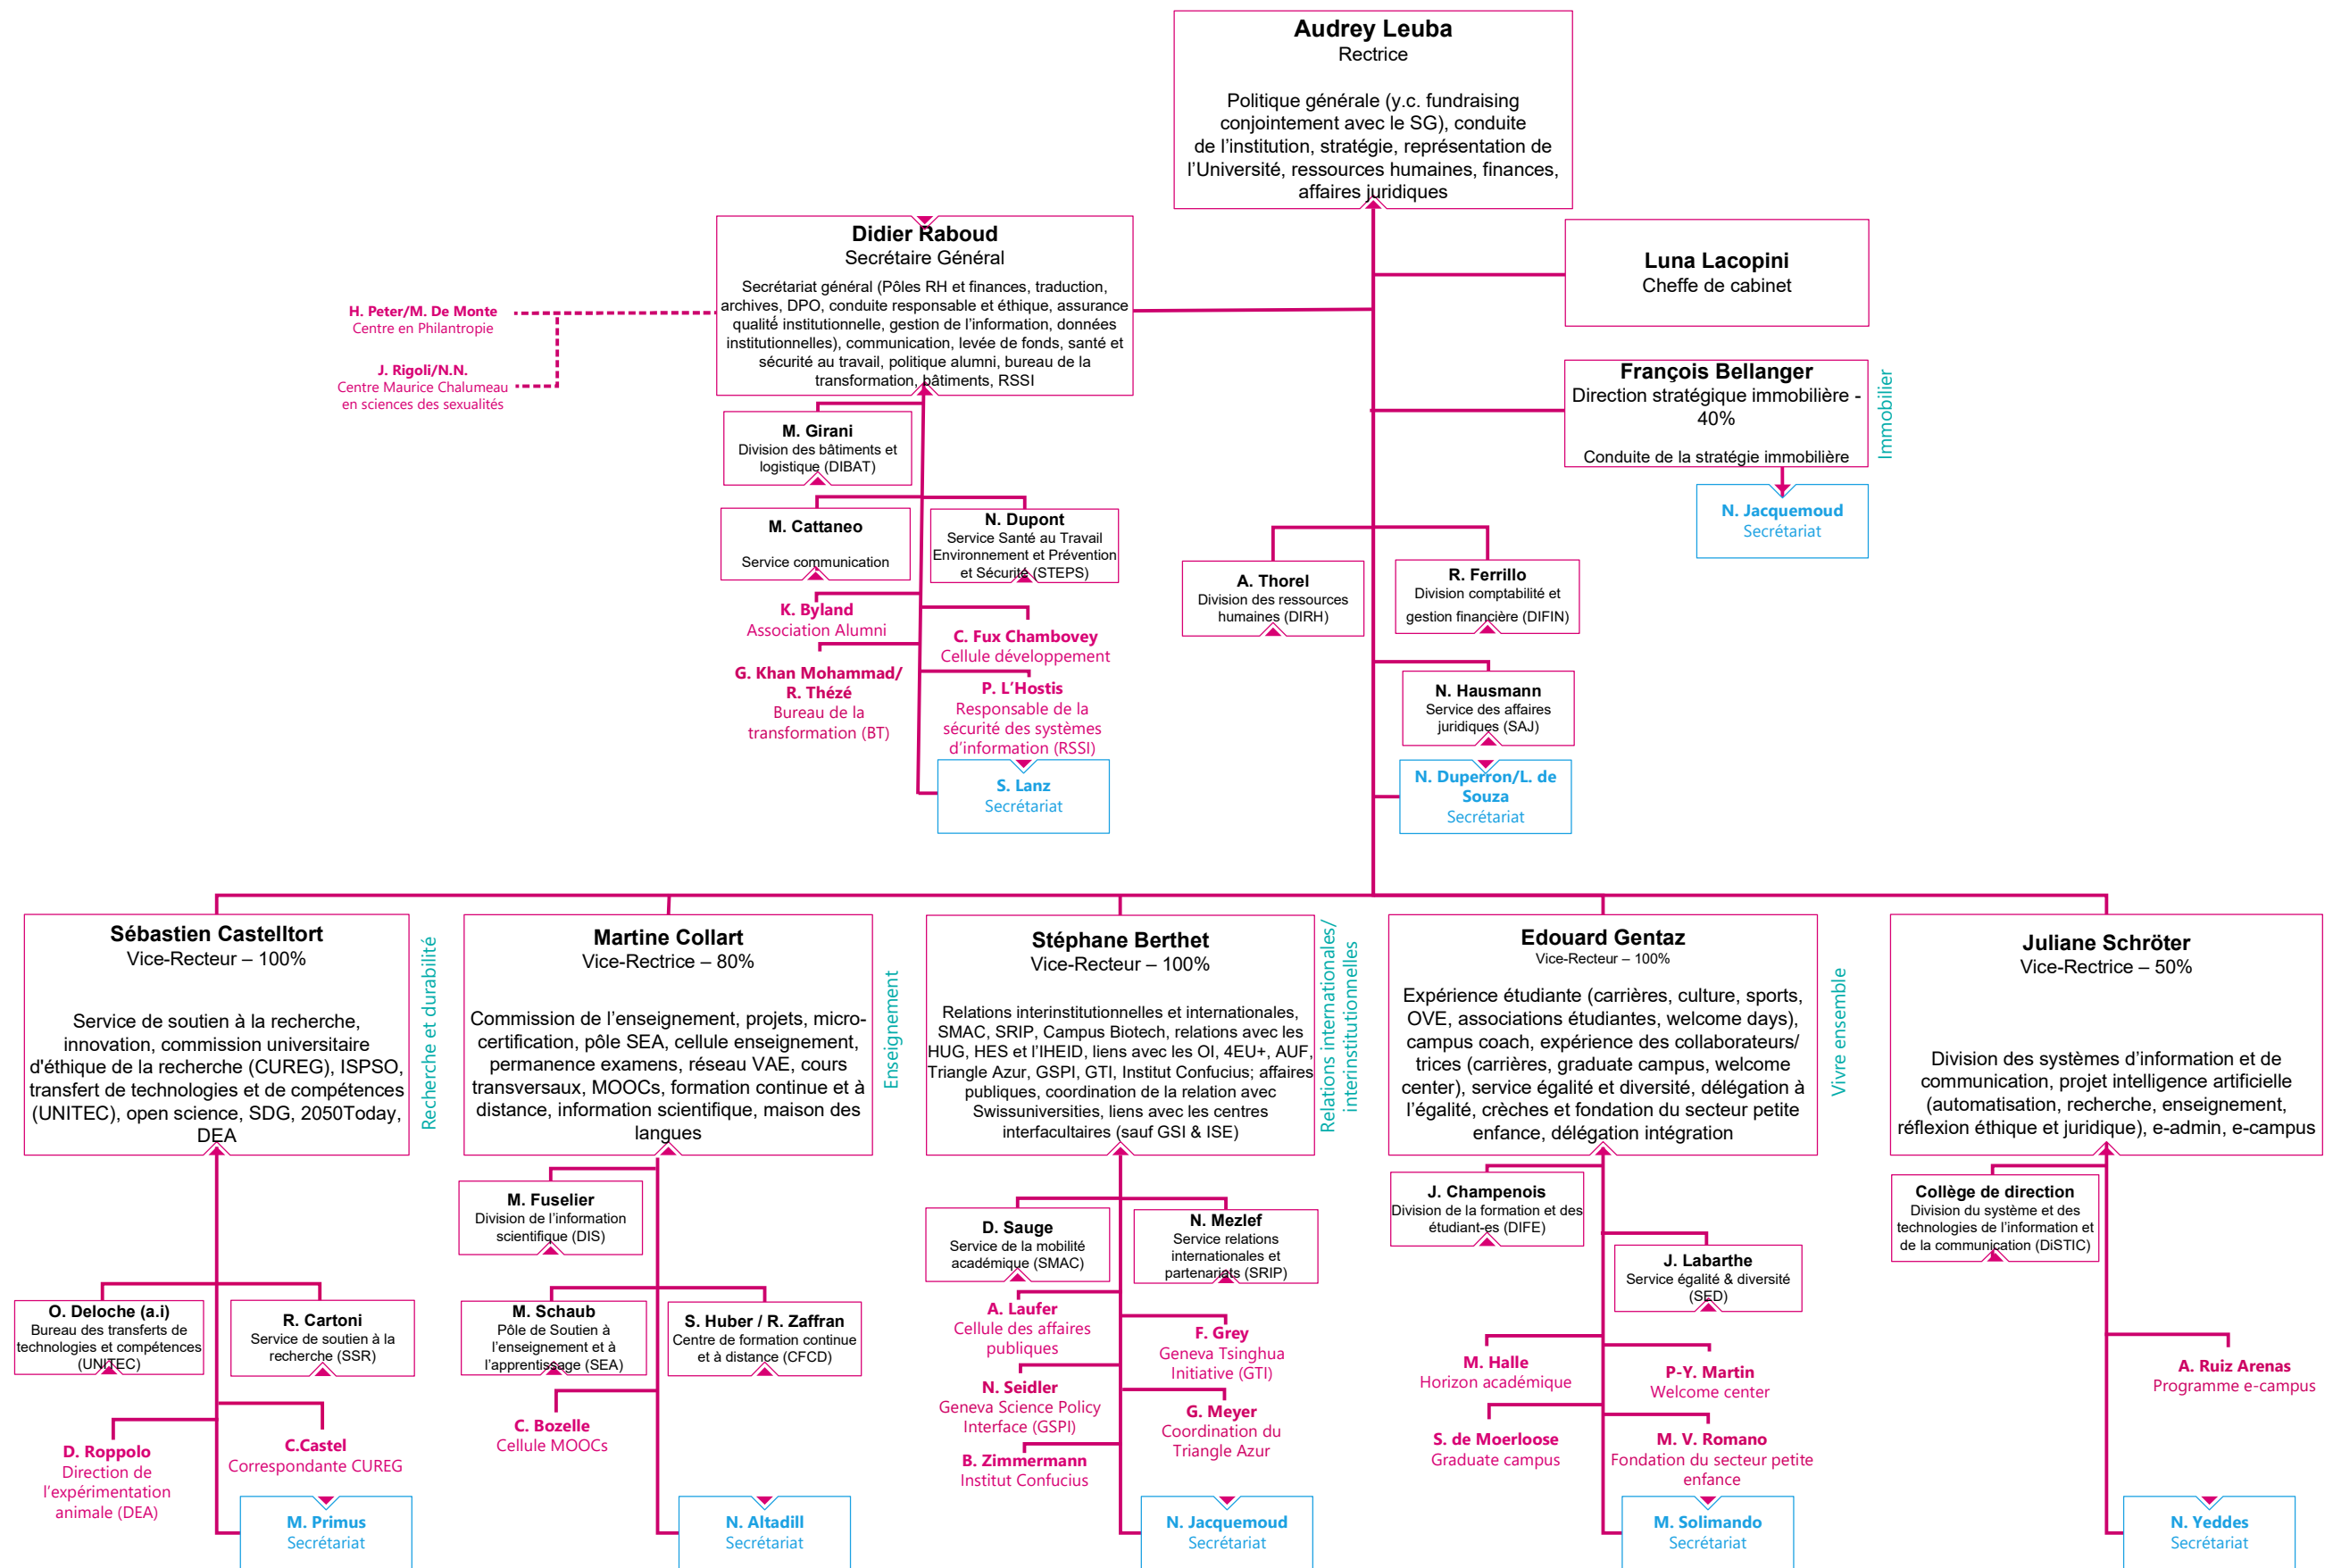 Audrey Leuba
Rectrice
Politique générale (y.c. fundraising
conjointement avec le SG), conduite
de l'institution, stratégie, représentation de
l'Université, ressources humaines, finances,
affaires juridiques
Didier Raboud
Secrétaire Général
Secrétariat général (Pôles RH et finances, traduction,
archives, DPO, conduite responsable et éthique, assurance
qualité institutionnelle, gestion de l'information, données
institutionnelles), communication, levée de fonds, santé et
sécurité au travail, politique alumni, bureau de la
transformation, bâtiments, RSSI
Luna Lacopini
Cheffe de cabinet
H. Peter/M. De Monte
Centre en Philantropie
J. Rigoli/N.N.
Centre Maurice Chalumeau
en sciences des sexualités
François Bellanger
Direction stratégique immobilière -
40%
Conduite de la stratégie immobilière
Immobilier
N. Jacquemoud
Secrétariat
M. Girani
Division des bâtiments et
logistique (DIBAT)
M. Cattaneo
Service communication
N. Dupont
Service Santé au Travail
Environnement et Prévention
et Sécurité (STEPS)
K. Byland
Association Alumni
C. Fux Chambovey
Cellule développement
G. Khan Mohammad/
R. Thézé
Bureau de la
transformation (BT)
P. L'Hostis
Responsable de la
sécurité des systèmes
d'information (RSSI)
S. Lanz
Secrétariat
A. Thorel
Division des ressources
humaines (DIRH)
R. Ferrillo
Division comptabilité et
gestion financière (DIFIN)
N. Hausmann
Service des affaires
juridiques (SAJ)
N. Duperron/L. de
Souza
Secrétariat
Sébastien Castelltort
Vice-Recteur – 100%
Service de soutien à la recherche,
innovation, commission universitaire
d'éthique de la recherche (CUREG), ISPSO,
transfert de technologies et de compétences
(UNITEC), open science, SDG, 2050Today,
DEA
Recherche et durabilité
O. Deloche (a.i)
Bureau des transferts de
technologies et compétences
(UNITEC)
R. Cartoni
Service de soutien à la
recherche (SSR)
D. Roppolo
Direction de
l'expérimentation
animale (DEA)
C.Castel
Correspondante CUREG
M. Primus
Secrétariat
Martine Collart
Vice-Rectrice – 80%
Commission de l'enseignement, projets, micro-
certification, pôle SEA, cellule enseignement,
permanence examens, réseau VAE, cours
transversaux, MOOCs, formation continue et à
distance, information scientifique, maison des
langues
Enseignement
M. Fuselier
Division de l'information
scientifique (DIS)
M. Schaub
Pôle de Soutien à
l'enseignement et à
l'apprentissage (SEA)
S. Huber / R. Zaffran
Centre de formation continue
et à distance (CFCD)
C. Bozelle
Cellule MOOCs
N. Altadill
Secrétariat
Stéphane Berthet
Vice-Recteur – 100%
Relations interinstitutionnelles et internationales,
SMAC, SRIP, Campus Biotech, relations avec les
HUG, HES et l'IHEID, liens avec les OI, 4EU+, AUF,
Triangle Azur, GSPI, GTI, Institut Confucius; affaires
publiques, coordination de la relation avec
Swissuniversities, liens avec les centres
interfacultaires (sauf GSI & ISE)
Relations internationales/
interinstitutionnelles
D. Sauge
Service de la mobilité
académique (SMAC)
N. Mezlef
Service relations
internationales et
partenariats (SRIP)
A. Laufer
Cellule des affaires
publiques
F. Grey
Geneva Tsinghua
Initiative (GTI)
N. Seidler
Geneva Science Policy
Interface (GSPI)
G. Meyer
Coordination du
Triangle Azur
B. Zimmermann
Institut Confucius
N. Jacquemoud
Secrétariat
Edouard Gentaz
Vice-Recteur – 100%
Expérience étudiante (carrières, culture, sports,
OVE, associations étudiantes, welcome days),
campus coach, expérience des collaborateurs/
trices (carrières, graduate campus, welcome
center), service égalité et diversité, délégation à
l'égalité, crèches et fondation du secteur petite
enfance, délégation intégration
Vivre ensemble
J. Champenois
Division de la formation et des
étudiant-es (DIFE)
J. Labarthe
Service égalité & diversité
(SED)
M. Halle
Horizon académique
P-Y. Martin
Welcome center
S. de Moerloose
Graduate campus
M. V. Romano
Fondation du secteur petite
enfance
M. Solimando
Secrétariat
Juliane Schröter
Vice-Rectrice – 50%
Division des systèmes d'information et de
communication, projet intelligence artificielle
(automatisation, recherche, enseignement,
réflexion éthique et juridique), e-admin, e-campus
Collège de direction
Division du système et des
technologies de l'information et
de la communication (DiSTIC)
A. Ruiz Arenas
Programme e-campus
N. Yeddes
Secrétariat